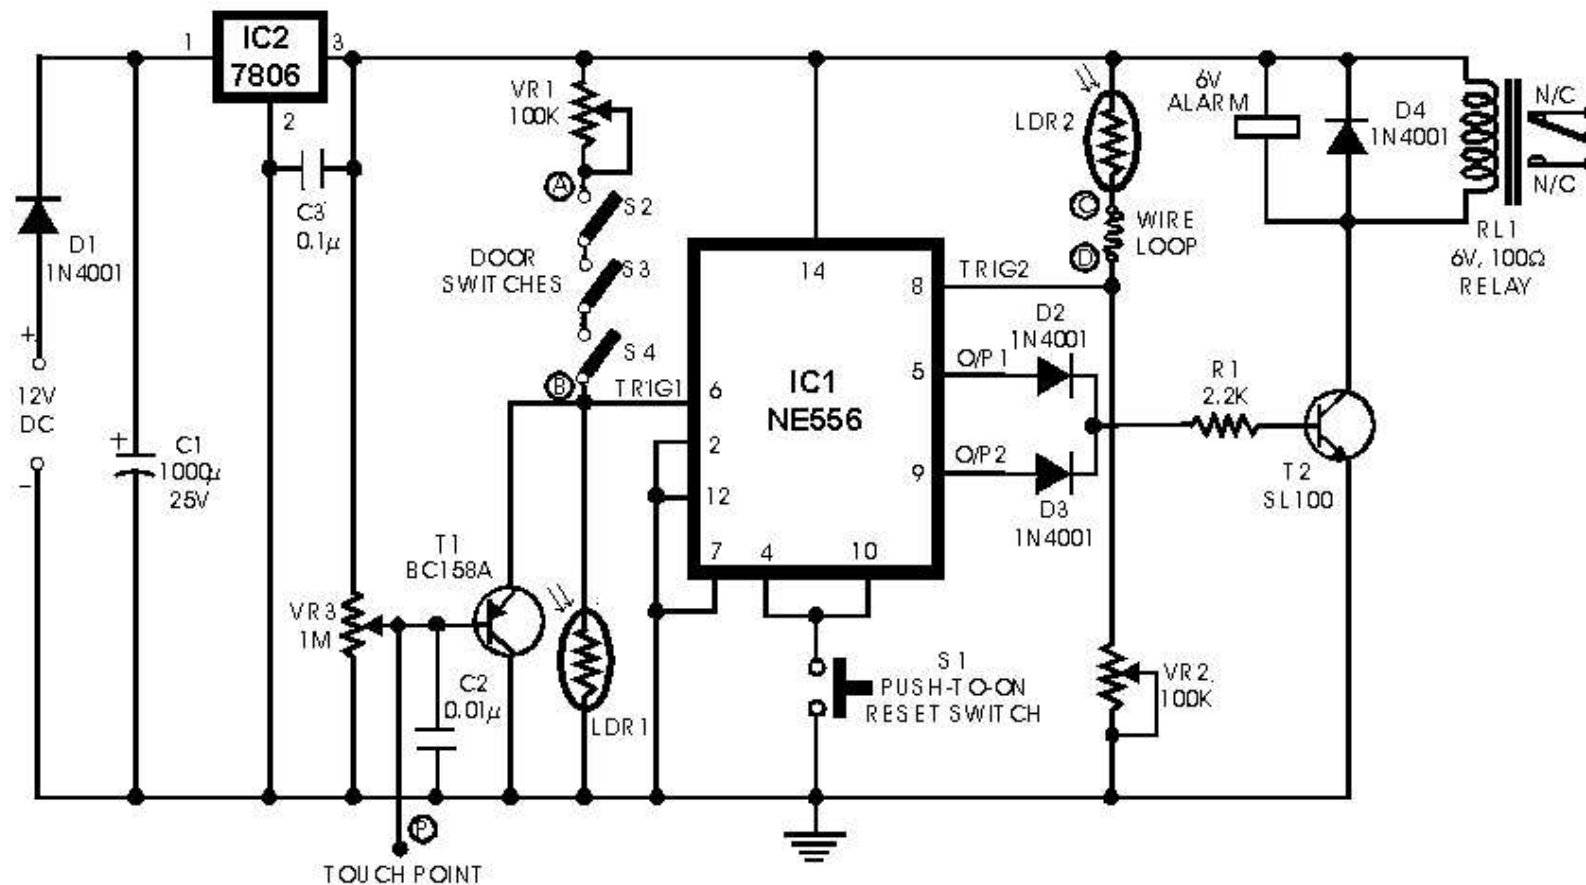 IC2
7806
1
3
2
C3
0.1µ
D1
1N4001
+
12V
DC
−
+
C1
1000µ
25V
VR1
100K
A
S2
S3
S4
DOOR
SWITCHES
B
TRIG1
LDR2
C
WIRE
LOOP
D
TRIG2
6V
ALARM
D4
1N4001
N/C
N/C
RL1
6V, 100Ω
RELAY
14
8
5
9
6
2
12
7
4
10
IC1
NE556
D2
1N4001
O/P1
O/P2
D3
1N4001
R1
2.2K
T2
SL100
T1
BC158A
VR3
1M
C2
0.01µ
LDR1
S1
PUSH-TO-ON
RESET SWITCH
VR2
100K
P
TOUCH POINT